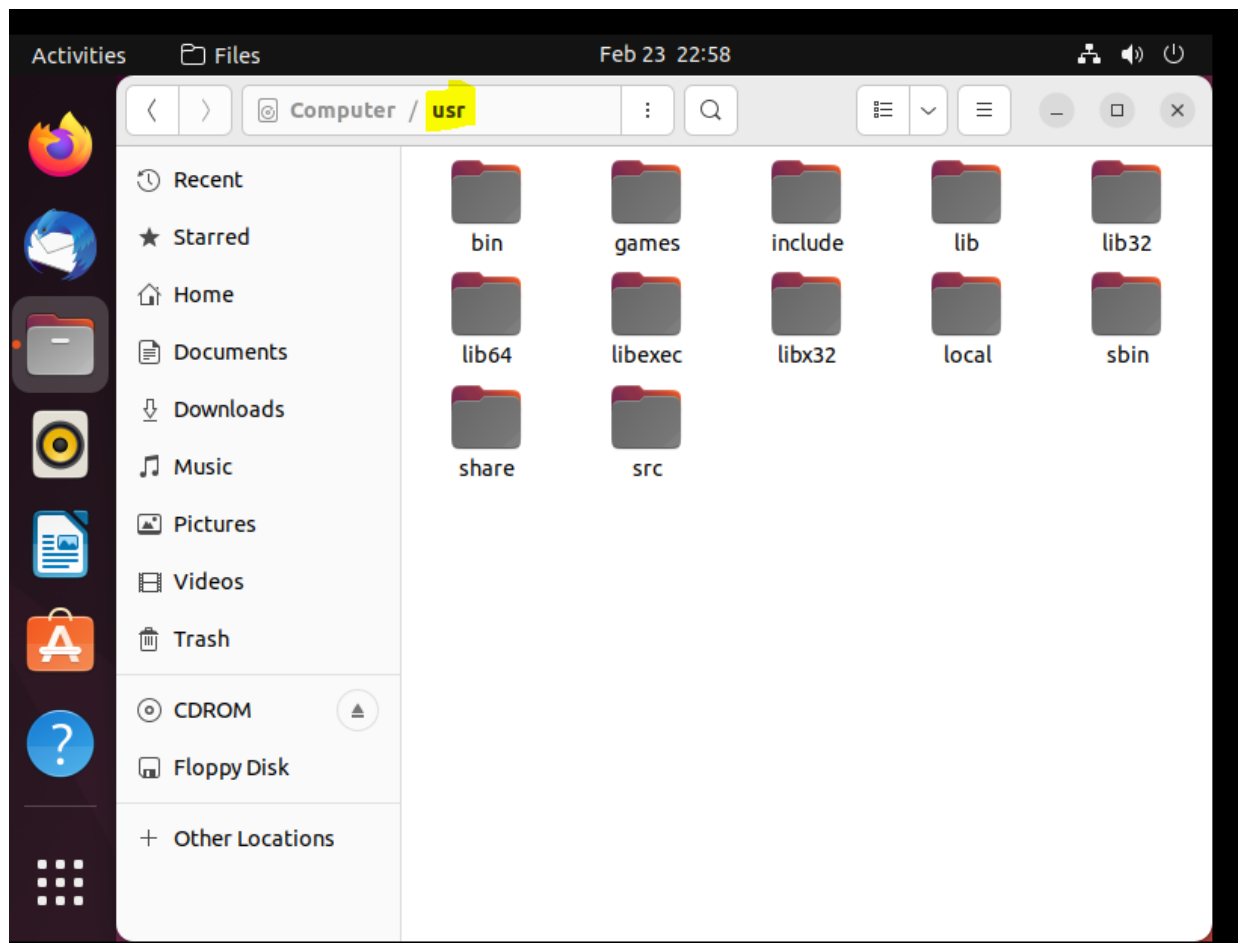 Activities Files Feb 23 22:58
Computer / usr
Recent
Starred
Home
Documents
Downloads
Music
Pictures
Videos
Trash
CDROM
Floppy Disk
+ Other Locations
bin games include lib lib32
lib64 libexec libx32 local sbin
share src